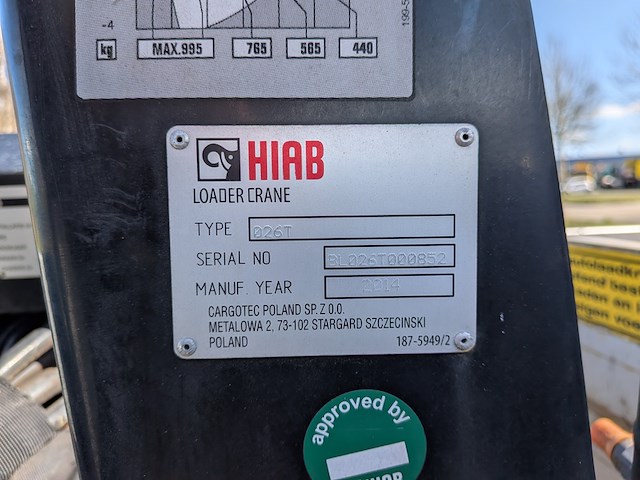 -4
kg MAX.995 765 565 440
HIAB
LOADER CRANE
TYPE 026T
SERIAL NO BL026T000852
MANUF. YEAR 2014
CARGOTEC POLAND SP. Z O.O.
METALOWA 2, 73-102 STARGARD SZCZECINSKI
POLAND 187-5949/2
approved by